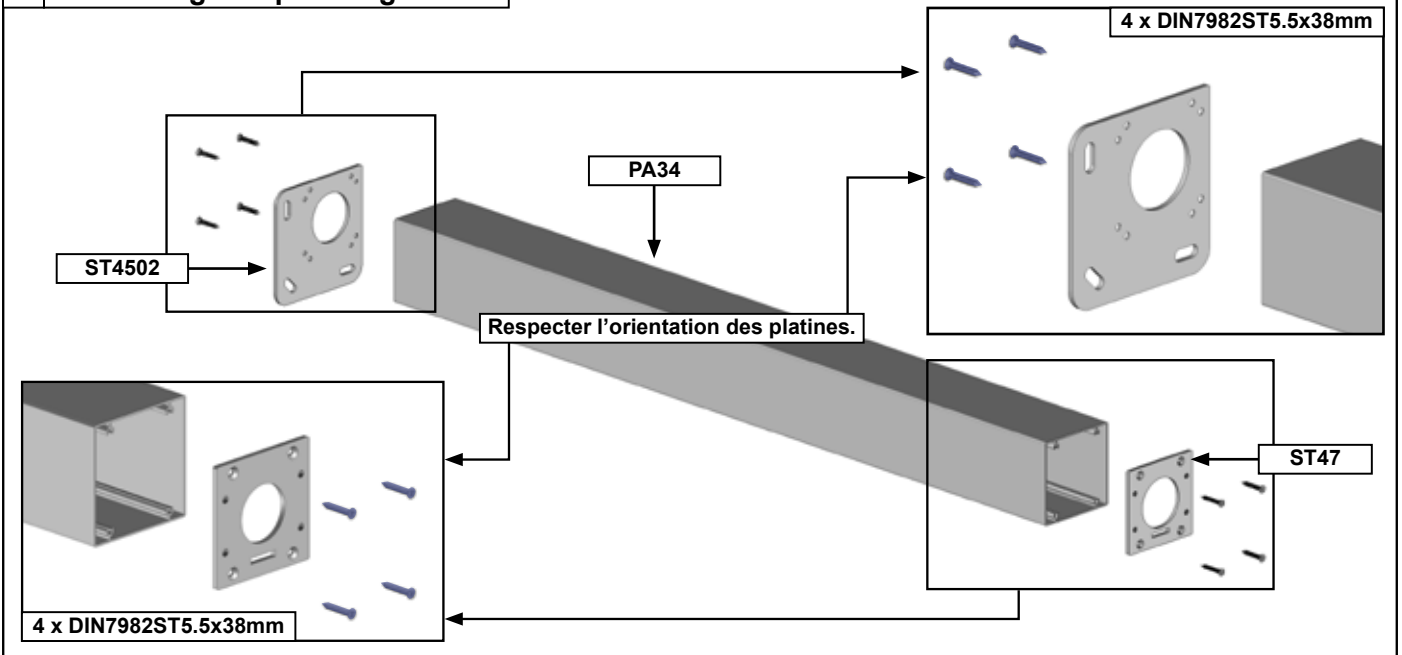 4 x DIN7982ST5.5x38mm
PA34
ST4502
Respecter l’orientation des platines.
ST47
4 x DIN7982ST5.5x38mm